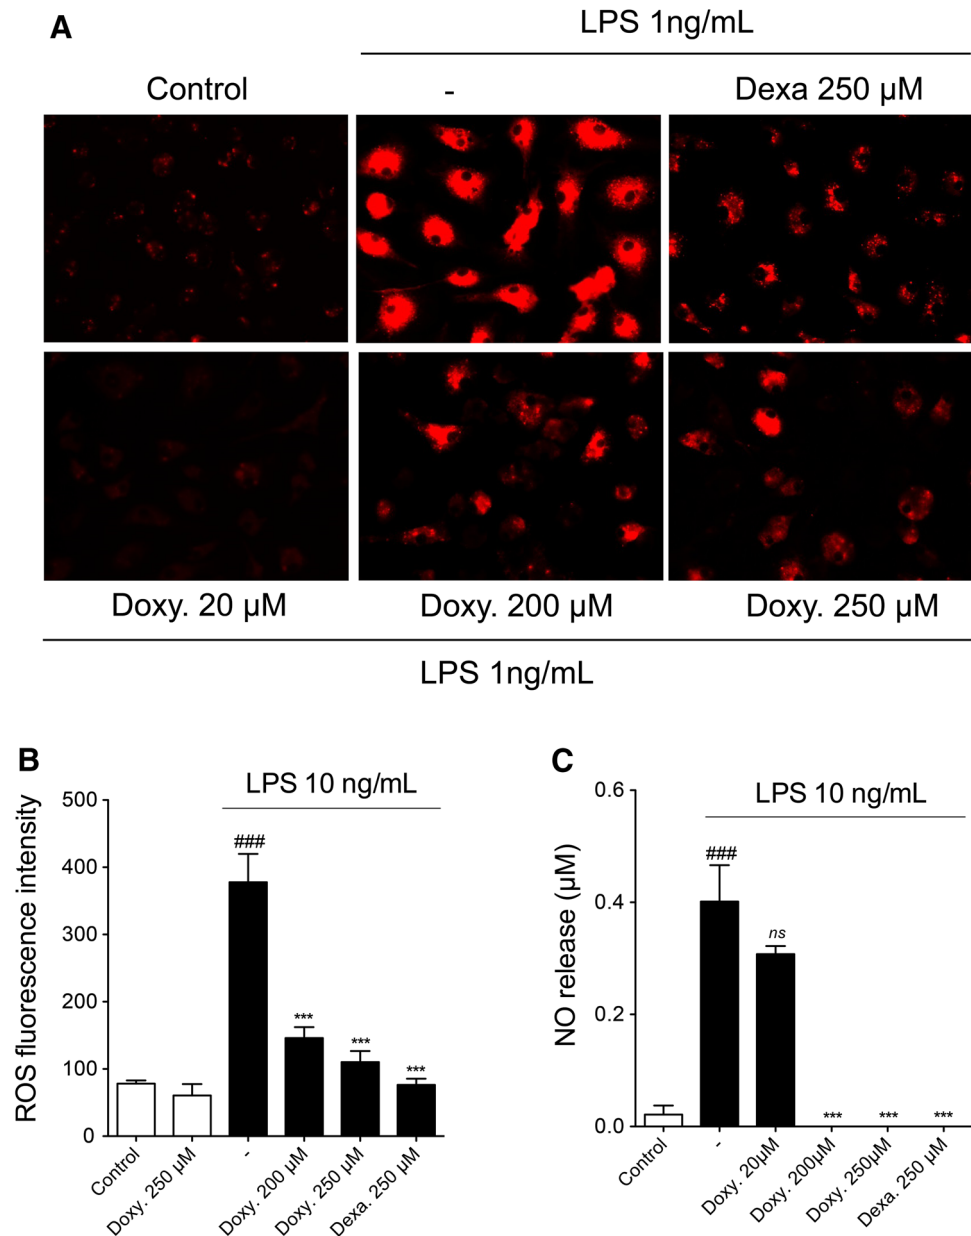 A
LPS 1ng/mL
Control
-
Dexa 250 µM
Doxy. 20 µM
Doxy. 200 µM
Doxy. 250 µM
LPS 1ng/mL
B
LPS 10 ng/mL
ROS fluorescence intensity
500
400
300
200
100
0
###
***
***
***
Control
Doxy. 250 µM
-
Doxy. 200 µM
Doxy. 250 µM
Dexa. 250 µM
C
LPS 10 ng/mL
NO release (µM)
0.6
0.4
0.2
0.0
###
ns
***
***
***
Control
-
Doxy. 20µM
Doxy. 200µM
Doxy. 250µM
Dexa. 250 µM